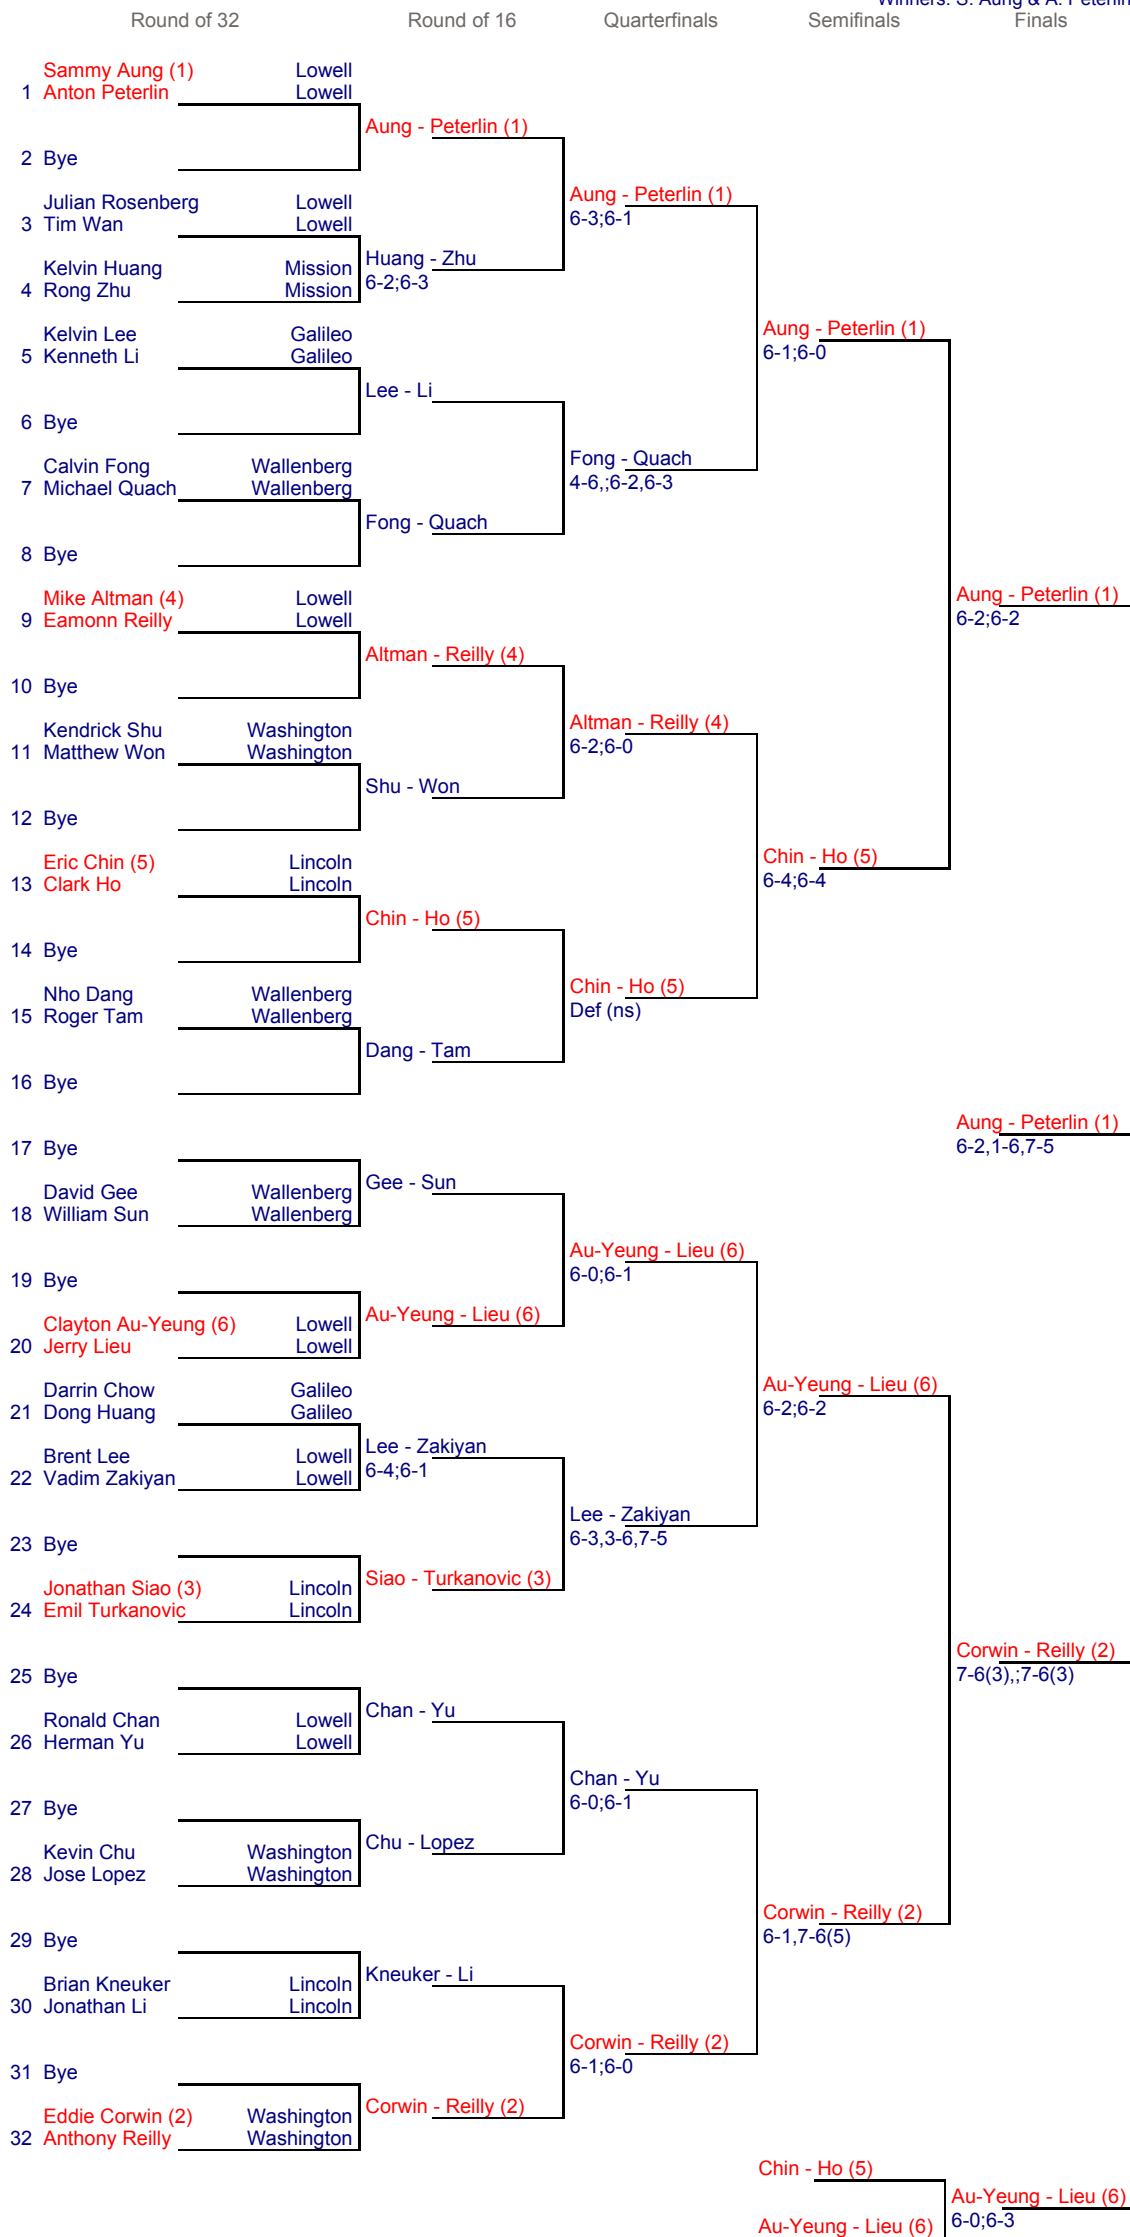 Winners: S. Aung & A. Peterlin
Round of 32 Round of 16 Quarterfinals Semifinals Finals
Sammy Aung (1) Lowell
1 Anton Peterlin Lowell
Aung - Peterlin (1)
2 Bye
Julian Rosenberg Lowell
Aung - Peterlin (1)
3 Tim Wan Lowell
6-3;6-1
Kelvin Huang Mission
Huang - Zhu
4 Rong Zhu Mission
6-2;6-3
Kelvin Lee Galileo
Aung - Peterlin (1)
5 Kenneth Li Galileo
6-1;6-0
Lee - Li
6 Bye
Calvin Fong Wallenberg
Fong - Quach
7 Michael Quach Wallenberg
4-6,;6-2,6-3
Fong - Quach
8 Bye
Mike Altman (4) Lowell
Aung - Peterlin (1)
9 Eamonn Reilly Lowell
6-2;6-2
Altman - Reilly (4)
10 Bye
Kendrick Shu Washington
Altman - Reilly (4)
11 Matthew Won Washington
6-2;6-0
Shu - Won
12 Bye
Eric Chin (5) Lincoln
Chin - Ho (5)
13 Clark Ho Lincoln
6-4;6-4
Chin - Ho (5)
14 Bye
Nho Dang Wallenberg
Chin - Ho (5)
15 Roger Tam Wallenberg
Def (ns)
Dang - Tam
16 Bye
Aung - Peterlin (1)
17 Bye
6-2,1-6,7-5
David Gee Wallenberg
Gee - Sun
18 William Sun Wallenberg
Au-Yeung - Lieu (6)
19 Bye
6-0;6-1
Clayton Au-Yeung (6) Lowell
Au-Yeung - Lieu (6)
20 Jerry Lieu Lowell
Darrin Chow Galileo
Au-Yeung - Lieu (6)
21 Dong Huang Galileo
6-2;6-2
Brent Lee Lowell
Lee - Zakiyan
22 Vadim Zakiyan Lowell
6-4;6-1
Lee - Zakiyan
23 Bye
6-3,3-6,7-5
Jonathan Siao (3) Lincoln
Siao - Turkanovic (3)
24 Emil Turkanovic Lincoln
Corwin - Reilly (2)
25 Bye
7-6(3),;7-6(3)
Ronald Chan Lowell
Chan - Yu
26 Herman Yu Lowell
Chan - Yu
27 Bye
6-0;6-1
Kevin Chu Washington
Chu - Lopez
28 Jose Lopez Washington
Corwin - Reilly (2)
29 Bye
6-1,7-6(5)
Brian Kneuker Lincoln
Kneuker - Li
30 Jonathan Li Lincoln
Corwin - Reilly (2)
31 Bye
6-1;6-0
Eddie Corwin (2) Washington
Corwin - Reilly (2)
32 Anthony Reilly Washington
Chin - Ho (5)
Au-Yeung - Lieu (6)
6-0;6-3
Au-Yeung - Lieu (6)